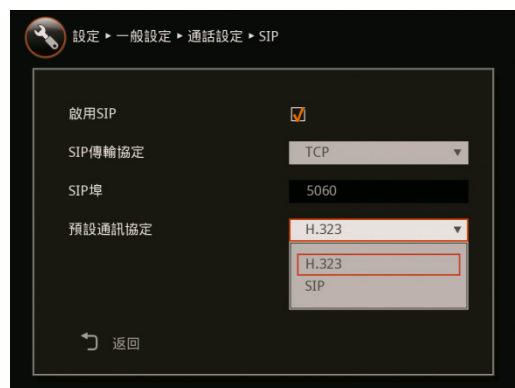 設定 ▸ 一般設定 ▸ 通話設定 ▸ SIP
啟用SIP
SIP傳輸協定 TCP
SIP埠 5060
預設通訊協定 H.323
H.323
SIP
返回